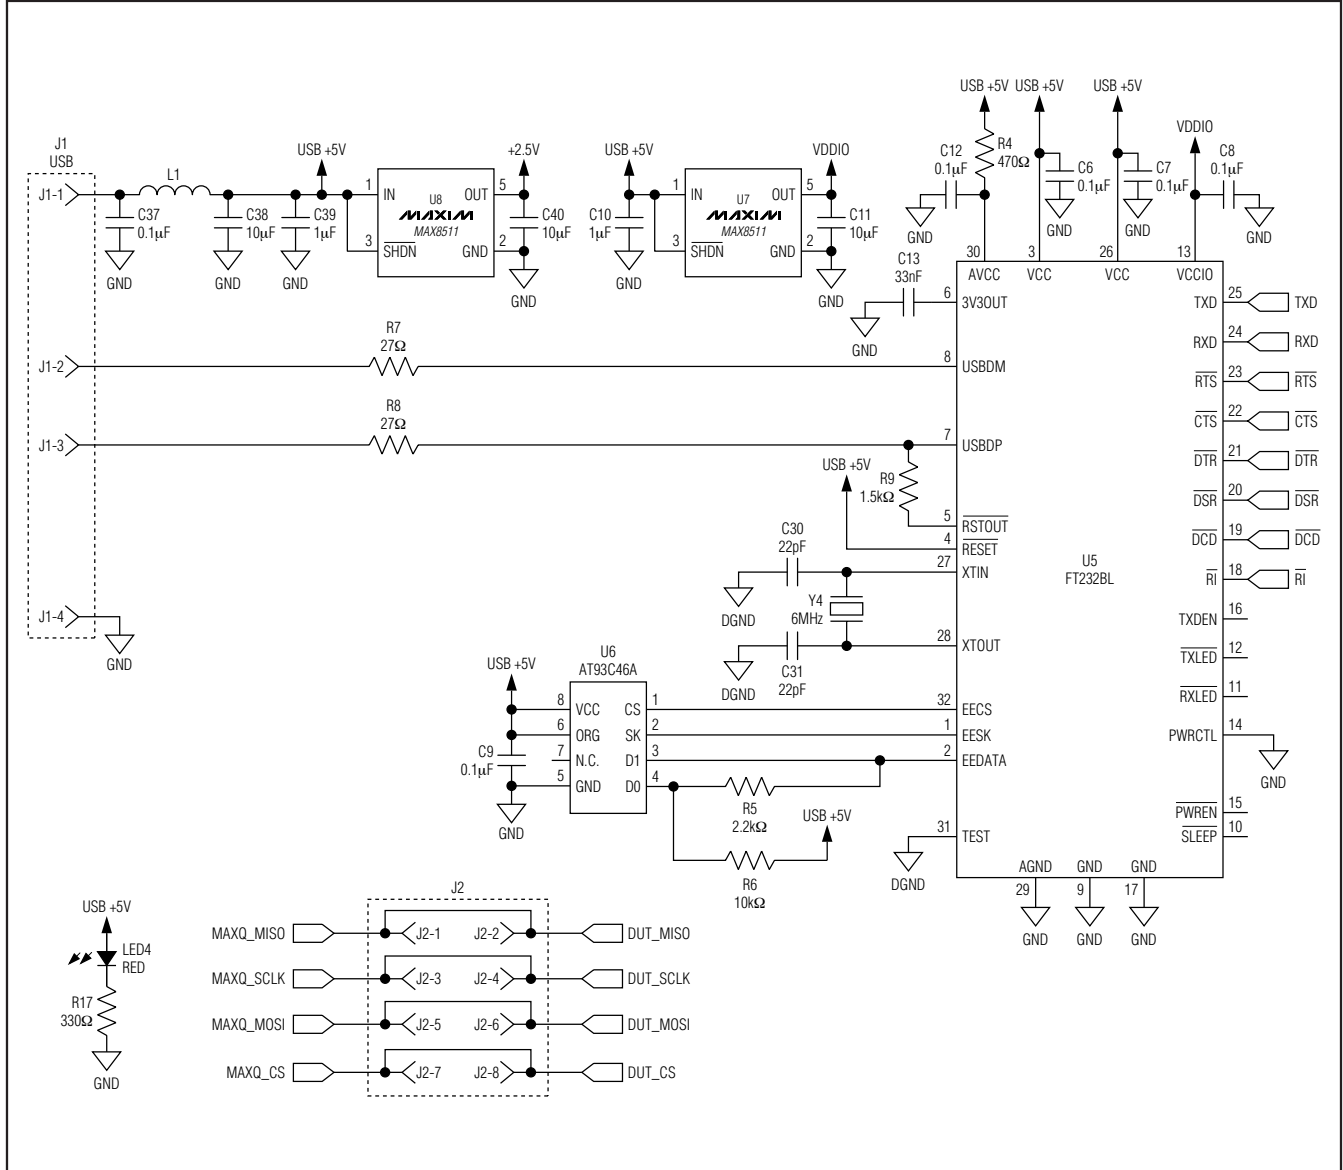 USB +5V USB +5V USB +5V
VDDIO
R4
470Ω
C12
0.1µF
C6
0.1µF
C7
0.1µF
C8
0.1µF
GND GND GND GND
J1
USB
J1-1
L1
USB +5V
C37
0.1µF
C38
10µF
C39
1µF
GND GND GND
1 IN
3 SHDN
U8
MAXIM
MAX8511
OUT 5
GND 2
+2.5V
C40
10µF
GND
USB +5V
C10
1µF
GND
1 IN
3 SHDN
U7
MAXIM
MAX8511
OUT 5
GND 2
VDDIO
C11
10µF
GND
C13
33nF
GND
30 3 26 13
AVCC VCC VCC VCCIO
6 3V3OUT
TXD 25 TXD
RXD 24 RXD
RTS 23 RTS
CTS 22 CTS
DTR 21 DTR
DSR 20 DSR
DCD 19 DCD
RI 18 RI
TXDEN 16
TXLED 12
RXLED 11
PWRCTL 14
GND
PWREN 15
SLEEP 10
J1-2
R7
27Ω
8 USBDM
J1-3
R8
27Ω
7 USBDP
USB +5V
R9
1.5kΩ
5 RSTOUT
4 RESET
U5
FT232BL
C30
22pF
27 XTIN
DGND
Y4
6MHz
28 XTOUT
DGND
C31
22pF
J1-4
GND
USB +5V
U6
AT93C46A
8 VCC CS 1
6 ORG SK 2
7 N.C. D1 3
5 GND D0 4
C9
0.1µF
GND
32 EECS
1 EESK
2 EEDATA
R5
2.2kΩ
USB +5V
R6
10kΩ
31 TEST
DGND
AGND GND GND
29 9 17
GND GND GND
USB +5V
LED4
RED
R17
330Ω
GND
J2
MAXQ_MISO J2-1 J2-2 DUT_MISO
MAXQ_SCLK J2-3 J2-4 DUT_SCLK
MAXQ_MOSI J2-5 J2-6 DUT_MOSI
MAXQ_CS J2-7 J2-8 DUT_CS